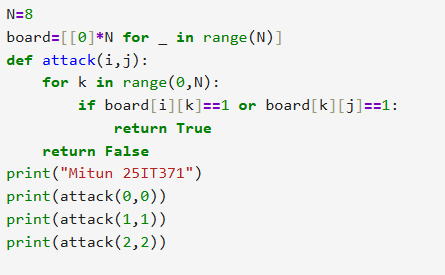 N=8
board=[[0]*N for _ in range(N)]
def attack(i,j):
    for k in range(0,N):
        if board[i][k]==1 or board[k][j]==1:
            return True
    return False
print("Mitun 25IT371")
print(attack(0,0))
print(attack(1,1))
print(attack(2,2))